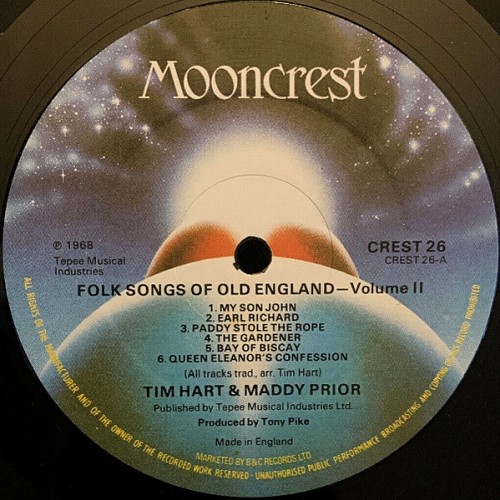 Mooncrest
℗ 1968
Tepee Musical
Industries
CREST 26
CREST 26-A
FOLK SONGS OF OLD ENGLAND—Volume II
1. MY SON JOHN
2. EARL RICHARD
3. PADDY STOLE THE ROPE
4. THE GARDENER
5. BAY OF BISCAY
6. QUEEN ELEANOR'S CONFESSION
(All tracks trad., arr. Tim Hart)
TIM HART & MADDY PRIOR
Published by Tepee Musical Industries Ltd.
Produced by Tony Pike
Made in England
MARKETED BY B&C RECORDS LTD
ALL RIGHTS OF THE MANUFACTURER AND OF THE OWNER OF THE RECORDED WORK RESERVED · UNAUTHORISED PUBLIC PERFORMANCE BROADCASTING AND COPYING OF THIS RECORD PROHIBITED